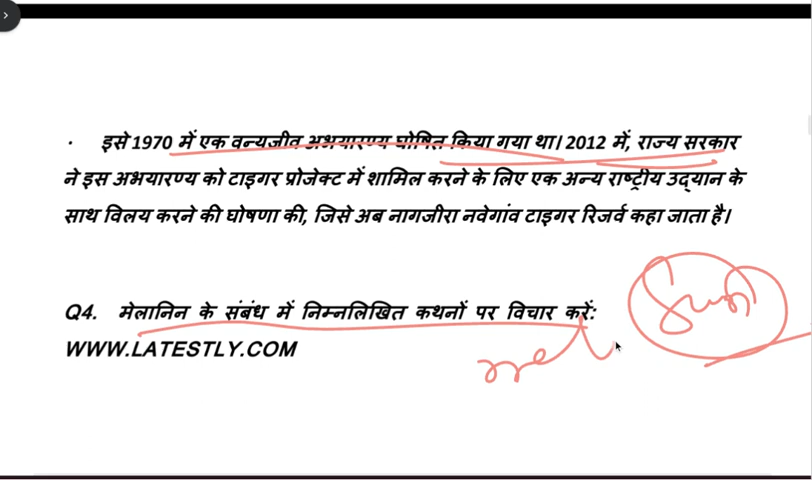 · इसे 1970 में एक वन्यजीव अभयारण्य घोषित किया गया था। 2012 में, राज्य सरकार
ने इस अभयारण्य को टाइगर प्रोजेक्ट में शामिल करने के लिए एक अन्य राष्ट्रीय उद्यान के
साथ विलय करने की घोषणा की, जिसे अब नागजीरा नवेगांव टाइगर रिजर्व कहा जाता है।
Q4. मेलानिन के संबंध में निम्नलिखित कथनों पर विचार करें:
WWW.LATESTLY.COM